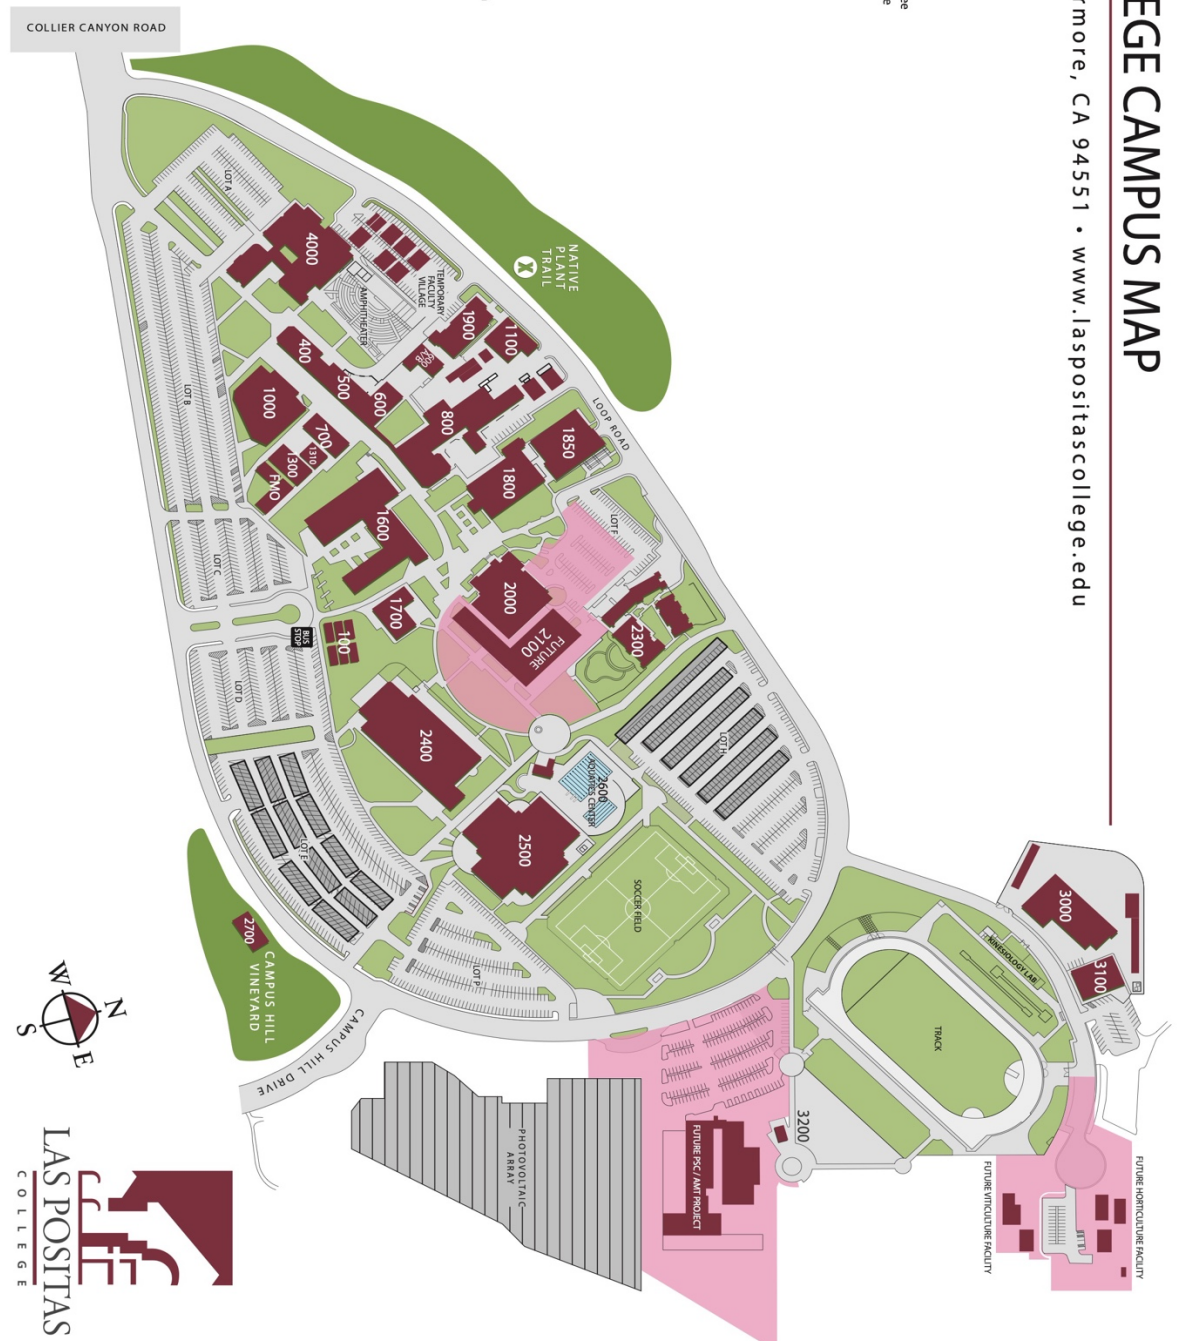 EGE CAMPUS MAP
rmore, CA 94551 • www.laspositascollege.edu
COLLIER CANYON ROAD
LOT A
4000
AMPHITHEATER
TEMPORARY
FACULTY
VILLAGE
NATIVE
PLANT
TRAIL
X
1900
1100
LOOP ROAD
400
500
600
800
1850
1800
LOT B
1000
700
1310
1300
FMO
1600
LOT F
LOT C
1700
2000
FUTURE
2100
2300
100
BUS
STOP
LOT D
2400
LOT H
2600
AQUATICS CENTER
2500
SOCCER FIELD
LOT E
LOT P
2700
CAMPUS HILL
VINEYARD
CAMPUS HILL DRIVE
3000
3100
KINESIOLOGY LAB
TRACK
3200
PHOTOVOLTAIC
ARRAY
FUTURE PSC / AMT PROJECT
FUTURE VITICULTURE FACILITY
FUTURE HORTICULTURE FACILITY
N
W
E
S
LAS POSITAS
COLLEGE